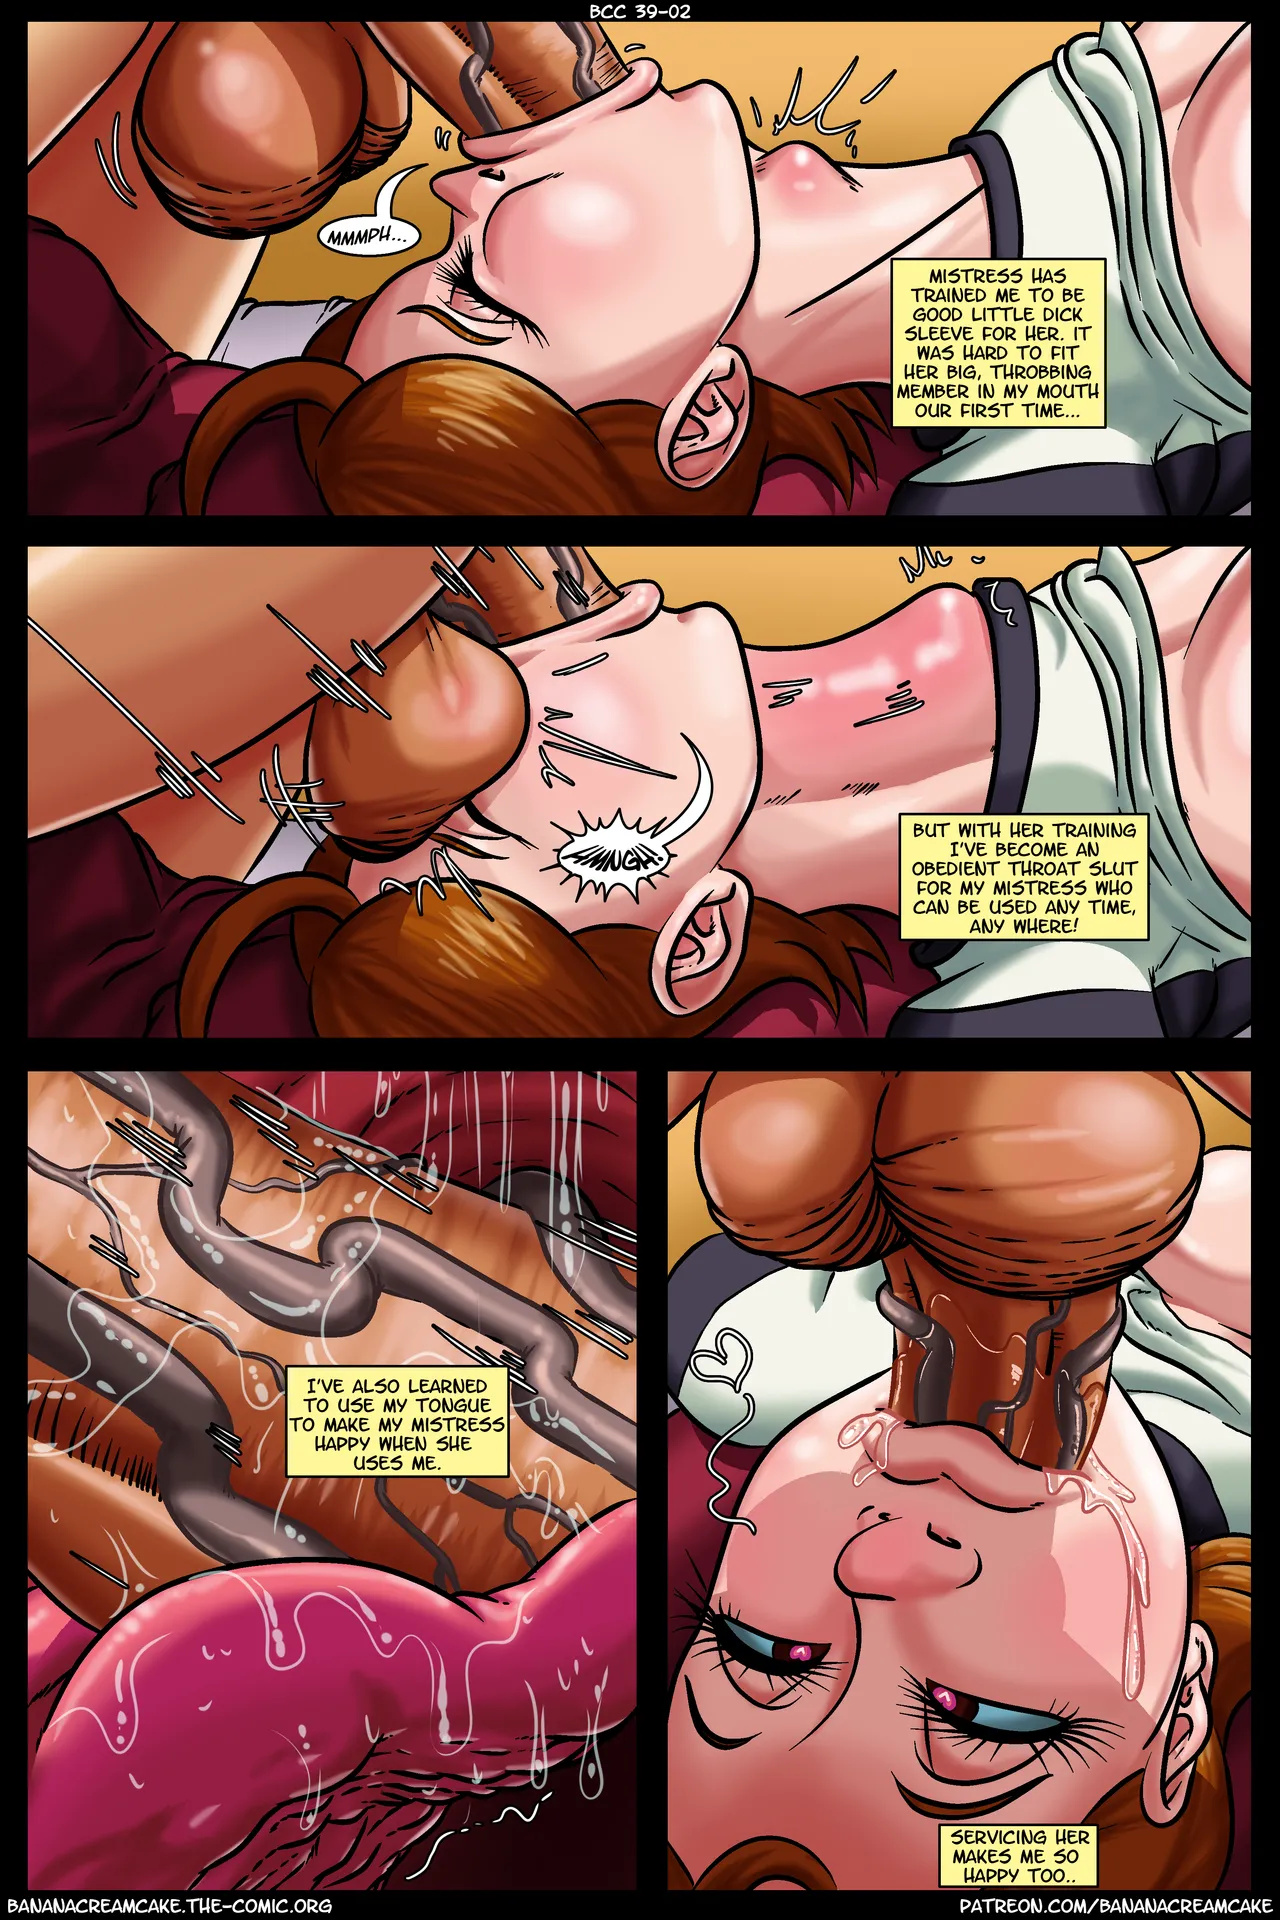 BCC 39-02
MMMPH...
MISTRESS HAS
TRAINED ME TO BE
GOOD LITTLE DICK
SLEEVE FOR HER. IT
WAS HARD TO FIT
HER BIG, THROBBING
MEMBER IN MY MOUTH
OUR FIRST TIME...
HMNGH!
BUT WITH HER TRAINING
I'VE BECOME AN
OBEDIENT THROAT SLUT
FOR MY MISTRESS WHO
CAN BE USED ANY TIME,
ANY WHERE!
I'VE ALSO LEARNED
TO USE MY TONGUE
TO MAKE MY MISTRESS
HAPPY WHEN SHE
USES ME.
SERVICING HER
MAKES ME SO
HAPPY TOO..
BANANACREAMCAKE.THE-COMIC.ORG
PATREON.COM/BANANACREAMCAKE